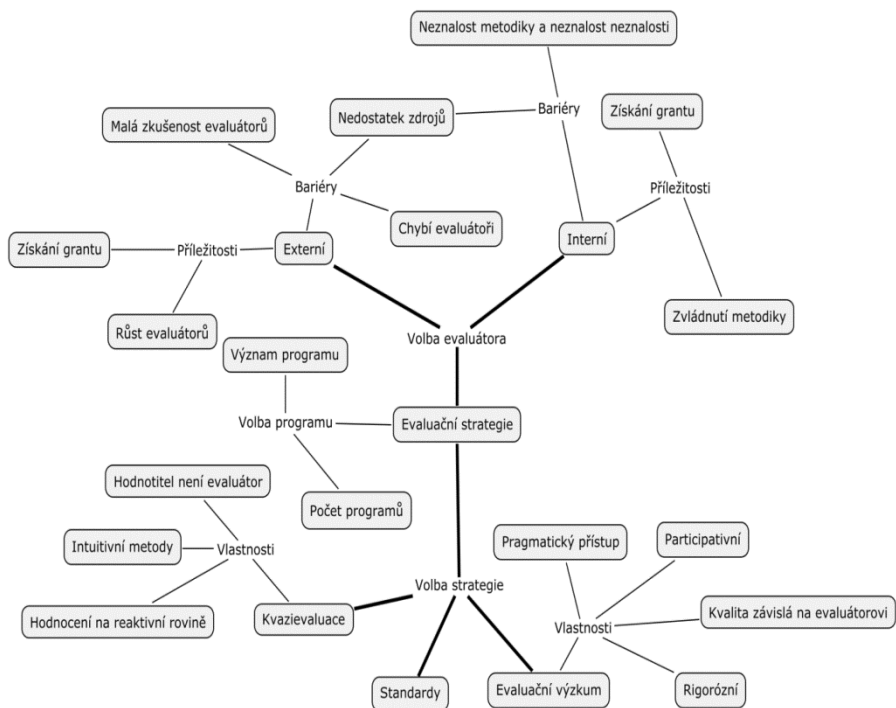 Neznalost metodiky a neznalost neznalosti
Bariéry
Získání grantu
Malá zkušenost evaluátorů
Nedostatek zdrojů
Bariéry
Příležitosti
Chybí evaluátoři
Získání grantu
Příležitosti
Externí
Interní
Růst evaluátorů
Zvládnutí metodiky
Volba evaluátora
Význam programu
Volba programu
Evaluační strategie
Hodnotitel není evaluátor
Počet programů
Intuitivní metody
Vlastnosti
Pragmatický přístup
Participativní
Volba strategie
Hodnocení na reaktivní rovině
Kvazievaluace
Vlastnosti
Kvalita závislá na evaluátorovi
Standardy
Evaluační výzkum
Rigorózní